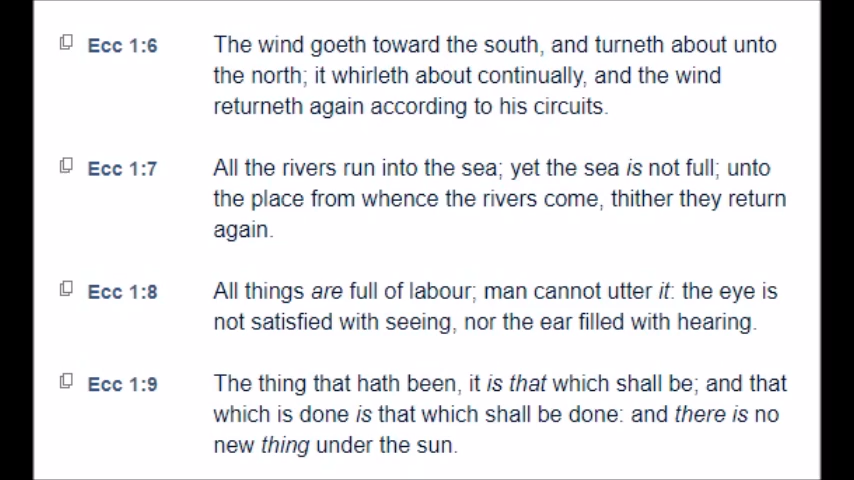 Ecc 1:6 The wind goeth toward the south, and turneth about unto
the north; it whirleth about continually, and the wind
returneth again according to his circuits.
Ecc 1:7 All the rivers run into the sea; yet the sea is not full; unto
the place from whence the rivers come, thither they return
again.
Ecc 1:8 All things are full of labour; man cannot utter it: the eye is
not satisfied with seeing, nor the ear filled with hearing.
Ecc 1:9 The thing that hath been, it is that which shall be; and that
which is done is that which shall be done: and there is no
new thing under the sun.